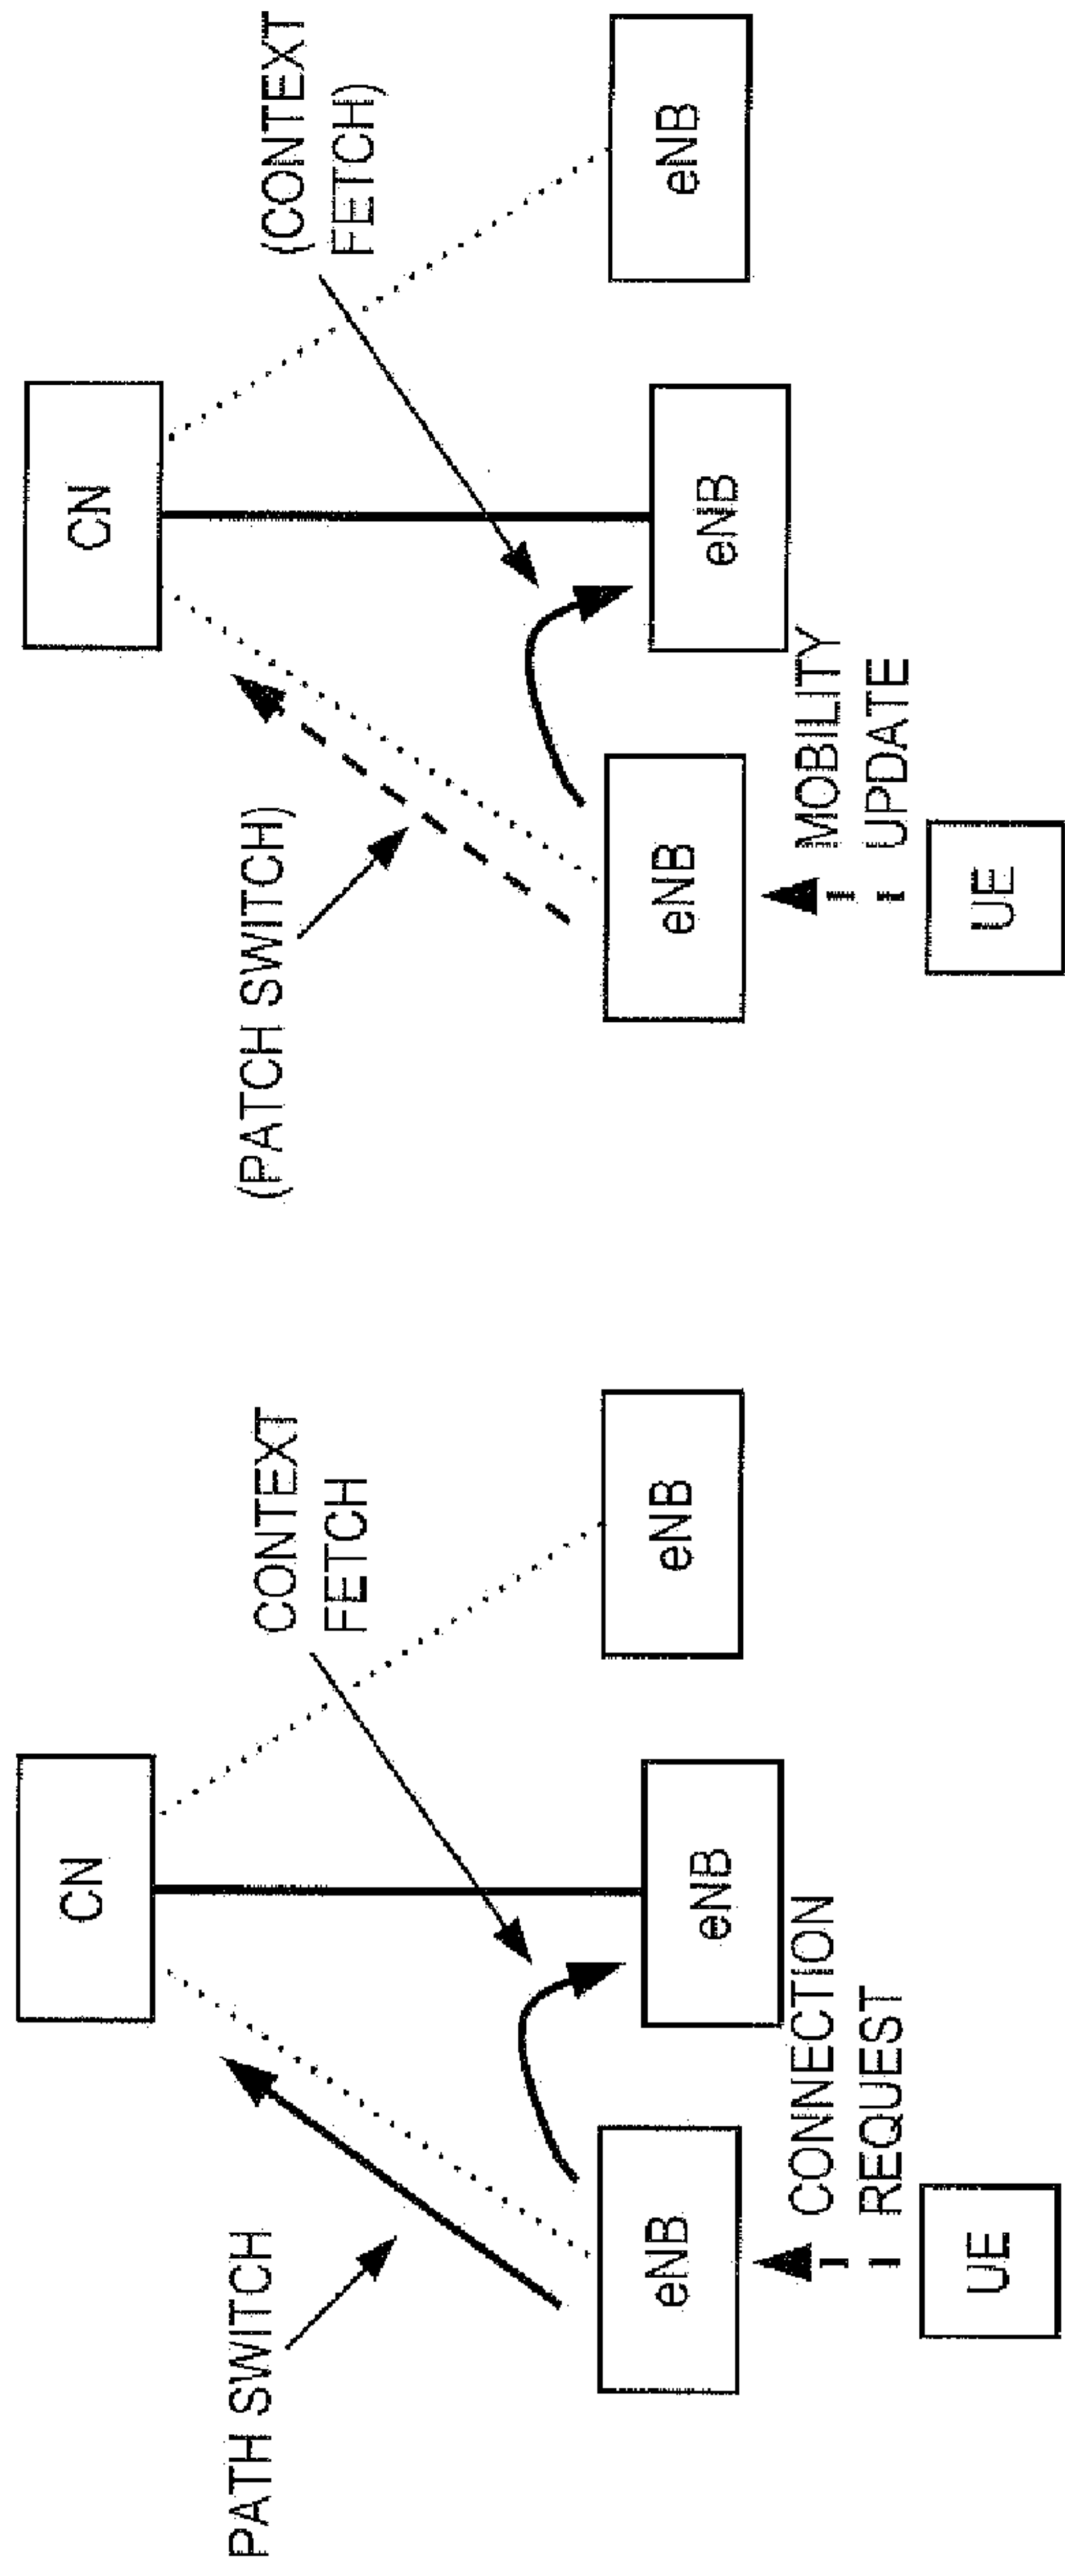 CN
PATH SWITCH
CONTEXT
FETCH
eNB
eNB
eNB
CONNECTION
REQUEST
UE
CN
(PATCH SWITCH)
(CONTEXT
FETCH)
eNB
eNB
eNB
MOBILITY
UPDATE
UE